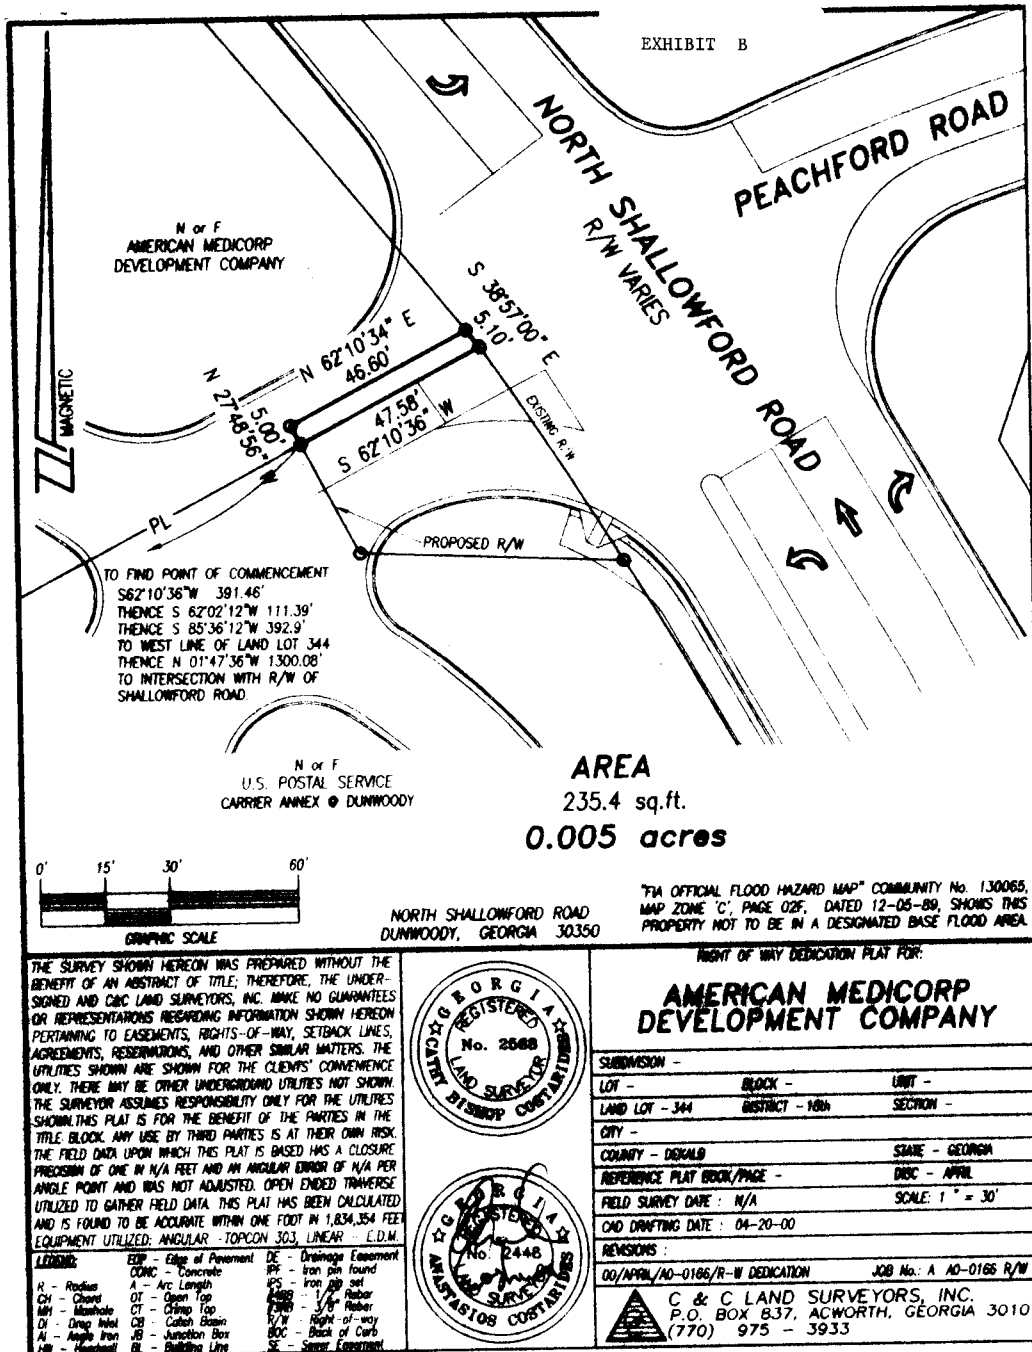 EXHIBIT B
NORTH SHALLOWFORD ROAD
R/W VARIES
PEACHFORD ROAD
N or F
AMERICAN MEDICORP
DEVELOPMENT COMPANY
MAGNETIC
S 38°57'00" E
5.10'
N 62°10'34" E
46.60'
N 27°48'56" W
5.00'
47.58'
S 62°10'36" W
EXISTING R/W
PL
PROPOSED R/W
TO FIND POINT OF COMMENCEMENT
S62°10'36"W 391.46'
THENCE S 62°02'12"W 111.39'
THENCE S 85°36'12"W 392.9'
TO WEST LINE OF LAND LOT 344
THENCE N 01°47'36"W 1300.08'
TO INTERSECTION WITH R/W OF
SHALLOWFORD ROAD.
N or F
U.S. POSTAL SERVICE
CARRIER ANNEX @ DUNWOODY
AREA
235.4 sq.ft.
0.005 acres
0' 15' 30' 60'
GRAPHIC SCALE
NORTH SHALLOWFORD ROAD
DUNWOODY, GEORGIA 30350
"FIA OFFICIAL FLOOD HAZARD MAP" COMMUNITY No. 130065,
MAP ZONE 'C', PAGE 02F, DATED 12-05-89, SHOWS THIS
PROPERTY NOT TO BE IN A DESIGNATED BASE FLOOD AREA.
THE SURVEY SHOWN HEREON WAS PREPARED WITHOUT THE
BENEFIT OF AN ABSTRACT OF TITLE; THEREFORE, THE UNDER-
SIGNED AND C&C LAND SURVEYORS, INC. MAKE NO GUARANTEES
OR REPRESENTATIONS REGARDING INFORMATION SHOWN HEREON
PERTAINING TO EASEMENTS, RIGHTS-OF-WAY, SETBACK LINES,
AGREEMENTS, RESERVATIONS, AND OTHER SIMILAR MATTERS. THE
UTILITIES SHOWN ARE SHOWN FOR THE CLIENTS' CONVENIENCE
ONLY. THERE MAY BE OTHER UNDERGROUND UTILITIES NOT SHOWN.
THE SURVEYOR ASSUMES RESPONSIBILITY ONLY FOR THE UTILITES
SHOWN.THIS PLAT IS FOR THE BENEFIT OF THE PARTIES IN THE
TITLE BLOCK. ANY USE BY THIRD PARTIES IS AT THEIR OWN RISK.
THE FIELD DATA UPON WHICH THIS PLAT IS BASED HAS A CLOSURE
PRECISION OF ONE IN N/A FEET AND AN ANGULAR ERROR OF N/A PER
ANGLE POINT AND WAS NOT ADJUSTED. OPEN ENDED TRAVERSE
UTILIZED TO GATHER FIELD DATA. THIS PLAT HAS BEEN CALCULATED
AND IS FOUND TO BE ACCURATE WITHIN ONE FOOT IN 1,834,354 FEET
EQUIPMENT UTILIZED: ANGULAR - TOPCON 303, LINEAR - E.D.M.
LEGEND:
R - Radius
CH - Chord
MH - Manhole
DI - Drop Inlet
AI - Angle Iron
HW - Headwall
EOP - Edge of Pavement
CONC - Concrete
A - Arc Length
OT - Open Top
CT - Crimp Top
CB - Catch Basin
JB - Junction Box
BL - Building Line
DE - Drainage Easement
IPF - Iron pin found
IPS - Iron pin set
1/2" Rebar
3/8" Rebar
R/W - Right-of-way
BOC - Back of Curb
SE - Sewer Easement
GEORGIA
REGISTERED
No. 2568
LAND SURVEYOR
CATHY BISHOP COSTARIDES
GEORGIA
REGISTERED
No. 2448
LAND SURVEYOR
ANASTASIOS COSTARIDES
RIGHT OF WAY DEDICATION PLAT FOR:
AMERICAN MEDICORP
DEVELOPMENT COMPANY
SUBDIVISION -
LOT - BLOCK - UNIT -
LAND LOT - 344 DISTRICT - 18th SECTION -
CITY -
COUNTY - DEKALB STATE - GEORGIA
REFERENCE PLAT BOOK/PAGE - DISC - APRIL
FIELD SURVEY DATE : N/A SCALE: 1" = 30'
CAD DRAFTING DATE : 04-20-00
REVISIONS :
00/APRIL/AO-0166/R-W DEDICATION JOB No.: A AO-0166 R/W
C & C LAND SURVEYORS, INC.
P.O. BOX 837, ACWORTH, GEORGIA 3010
(770) 975 - 3933